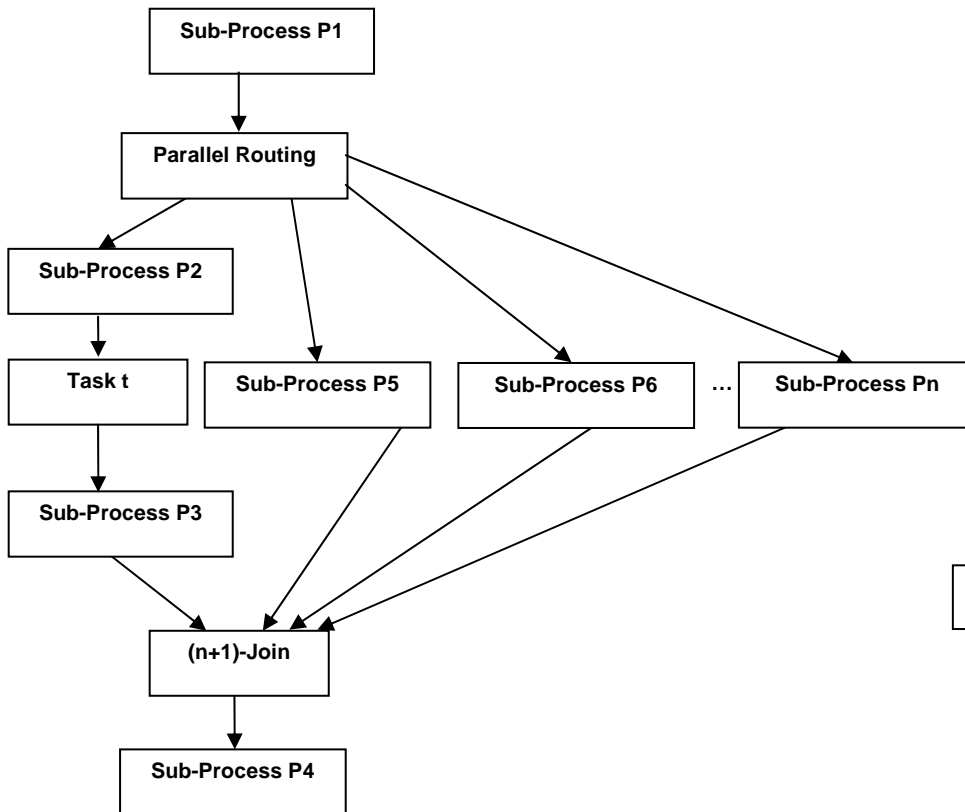 Sub-Process P1
Parallel Routing
Sub-Process P2
Task t
Sub-Process P5
Sub-Process P6
...
Sub-Process Pn
Sub-Process P3
(n+1)-Join
Sub-Process P4